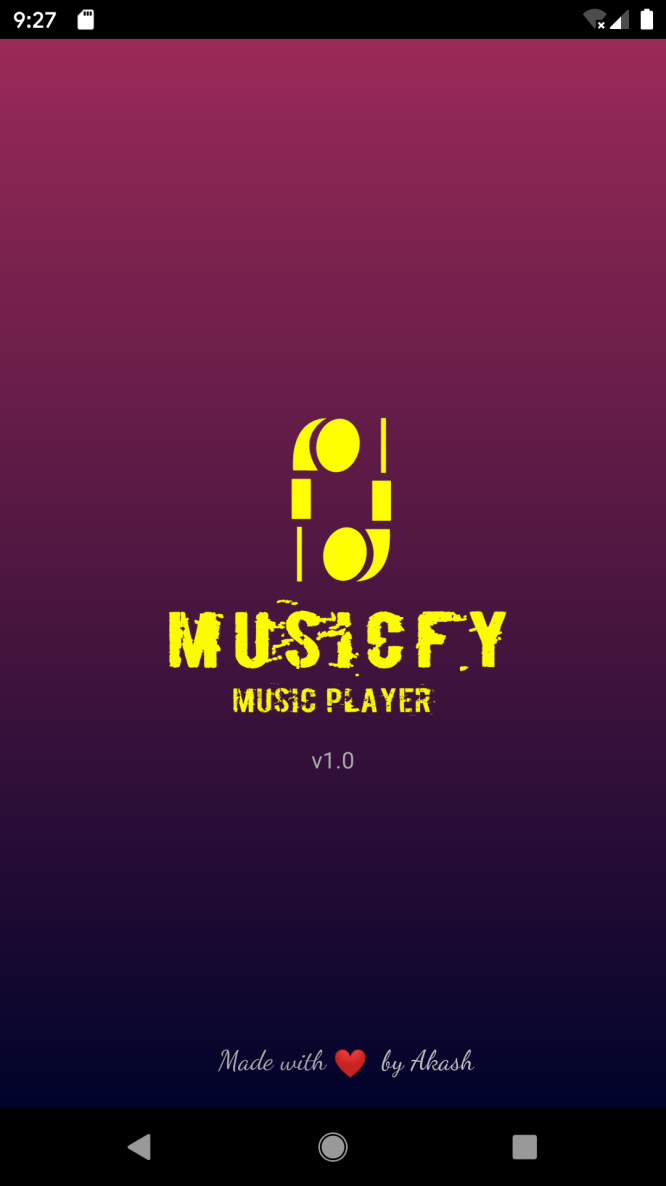 9:27
MUSICFY
MUSIC PLAYER
v1.0
Made with ❤️ by Akash